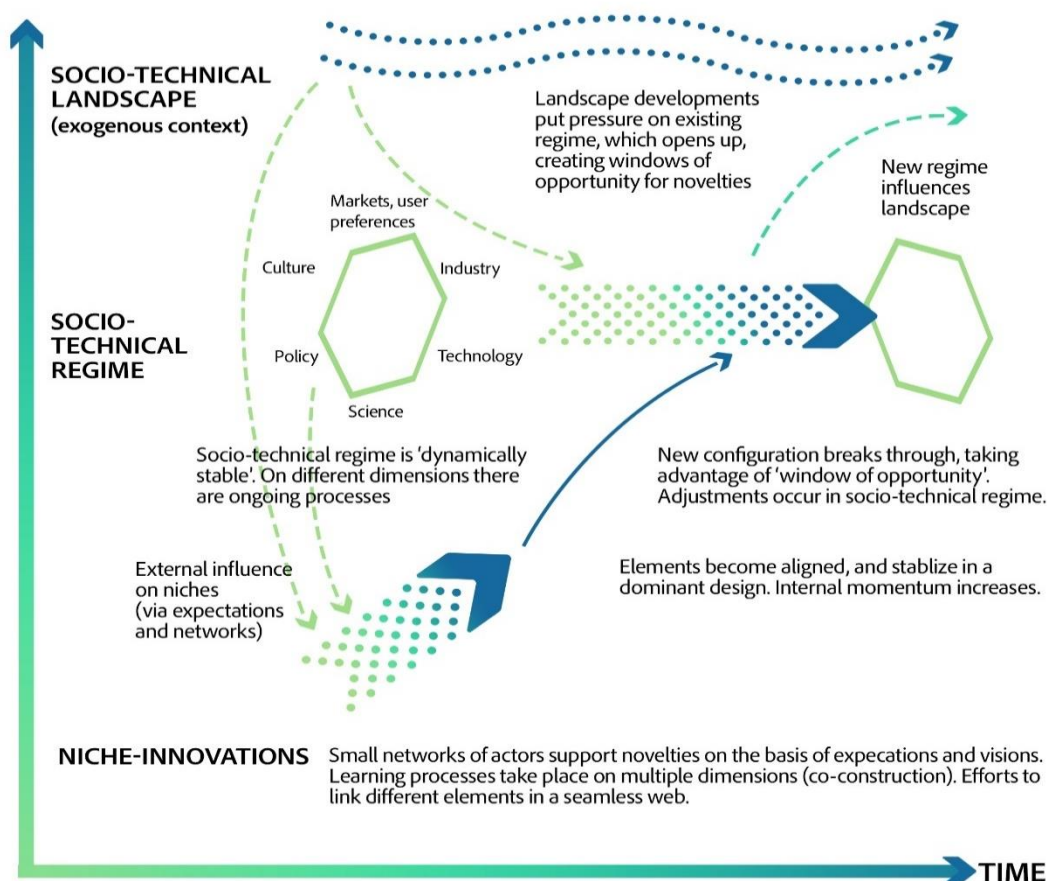 SOCIO-TECHNICAL
LANDSCAPE
(exogenous context)
Landscape developments
put pressure on existing
regime, which opens up,
creating windows of
opportunity for novelties
New regime
influences
landscape
Markets, user
preferences
Culture
Industry
SOCIO-
TECHNICAL
REGIME
Policy
Technology
Science
Socio-technical regime is ‘dynamically
stable’. On different dimensions there
are ongoing processes
New configuration breaks through, taking
advantage of ‘window of opportunity’.
Adjustments occur in socio-technical regime.
External influence
on niches
(via expectations
and networks)
Elements become aligned, and stablize in a
dominant design. Internal momentum increases.
NICHE-INNOVATIONS
Small networks of actors support novelties on the basis of expecations and visions.
Learning processes take place on multiple dimensions (co-construction). Efforts to
link different elements in a seamless web.
TIME